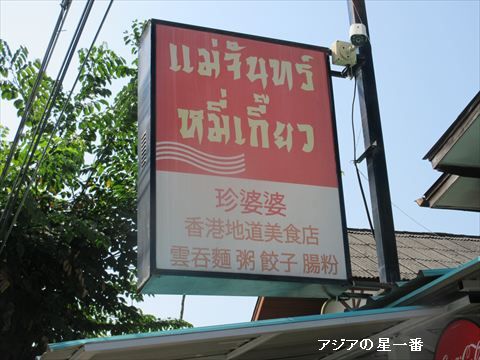 แม่จันทร์
หมี่เกี๊ยว
珍婆婆
香港地道美食店
雲吞麵 粥 餃子 腸粉
アジアの 星一番